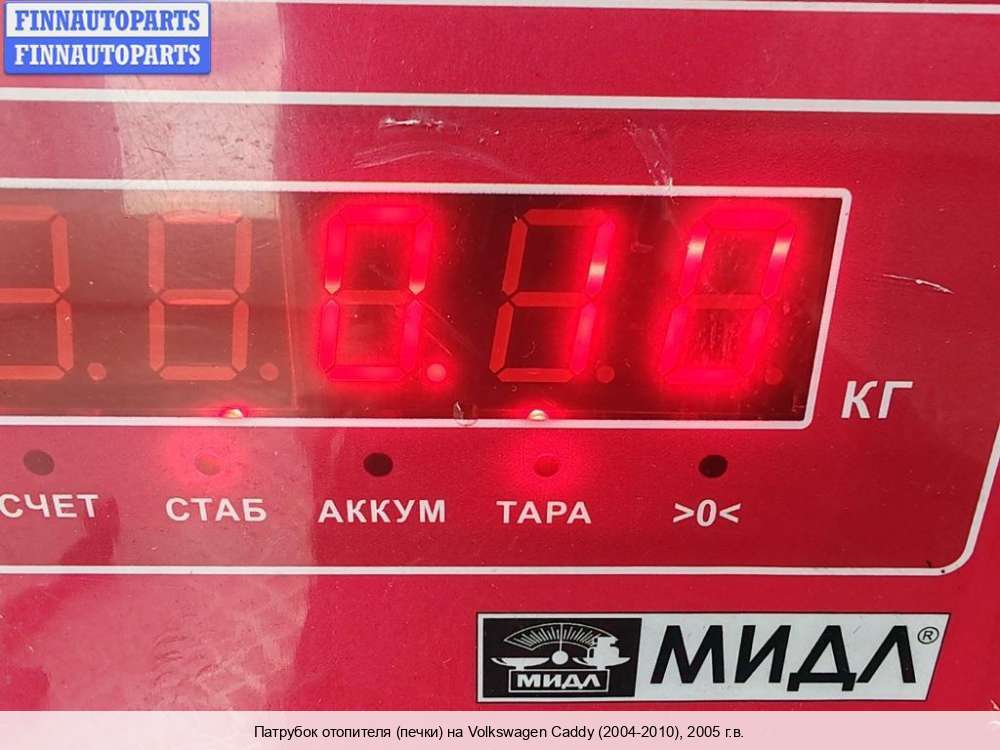 FINNAUTOPARTS
FINNAUTOPARTS
0.10
КГ
СЧЕТ СТАБ АККУМ ТАРА >0<
МИДЛ МИДЛ®
Патрубок отопителя (печки) на Volkswagen Caddy (2004-2010), 2005 г.в.